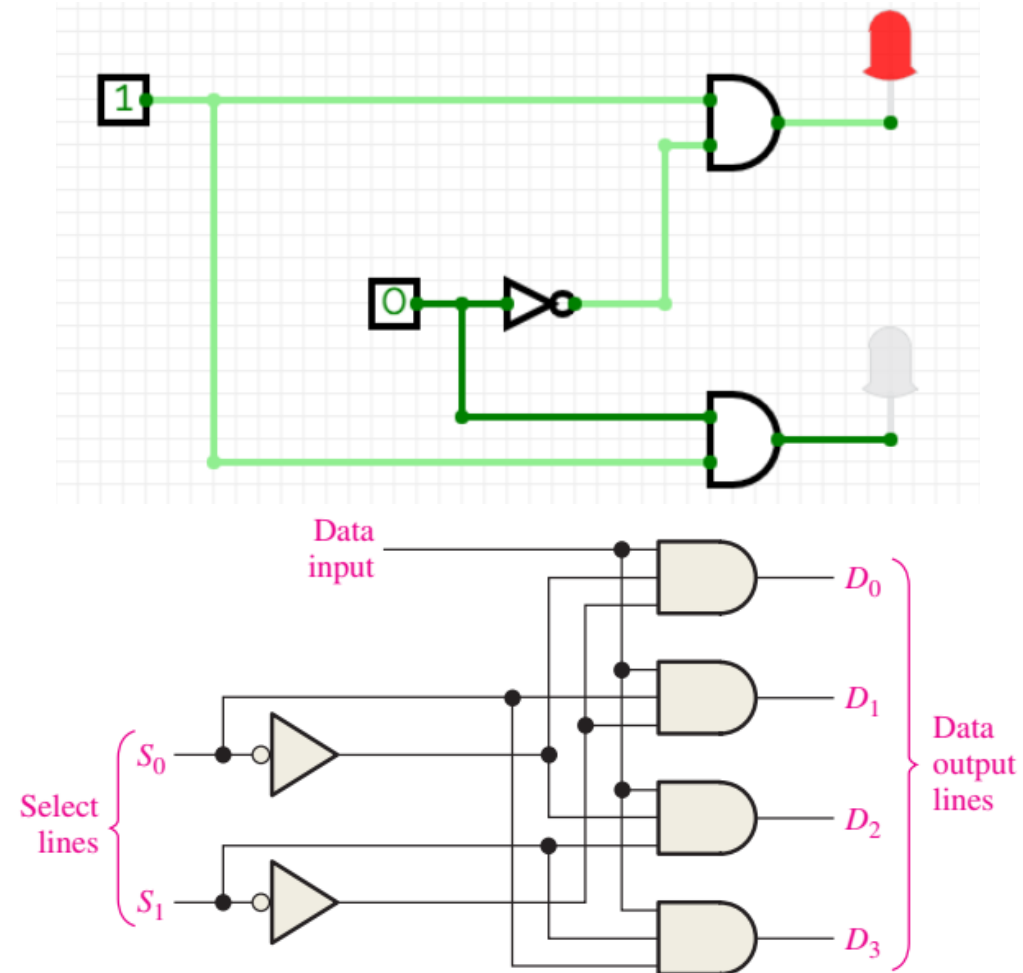 1
0
Data
input
D0
D1
Data
output
lines
S0
Select
lines
D2
S1
D3